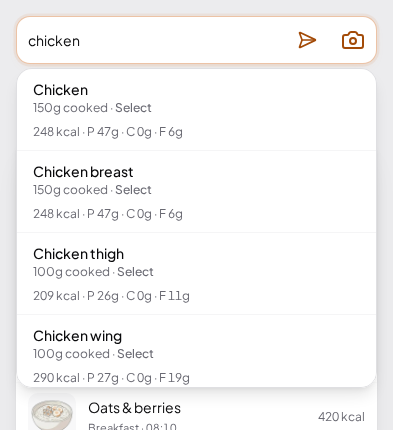 chicken
Chicken
150g cooked · Select
248 kcal · P 47g · C 0g · F 6g
Chicken breast
150g cooked · Select
248 kcal · P 47g · C 0g · F 6g
Chicken thigh
100g cooked · Select
209 kcal · P 26g · C 0g · F 11g
Chicken wing
100g cooked · Select
290 kcal · P 27g · C 0g · F 19g
Oats & berries
420 kcal
Breakfast · 08:10